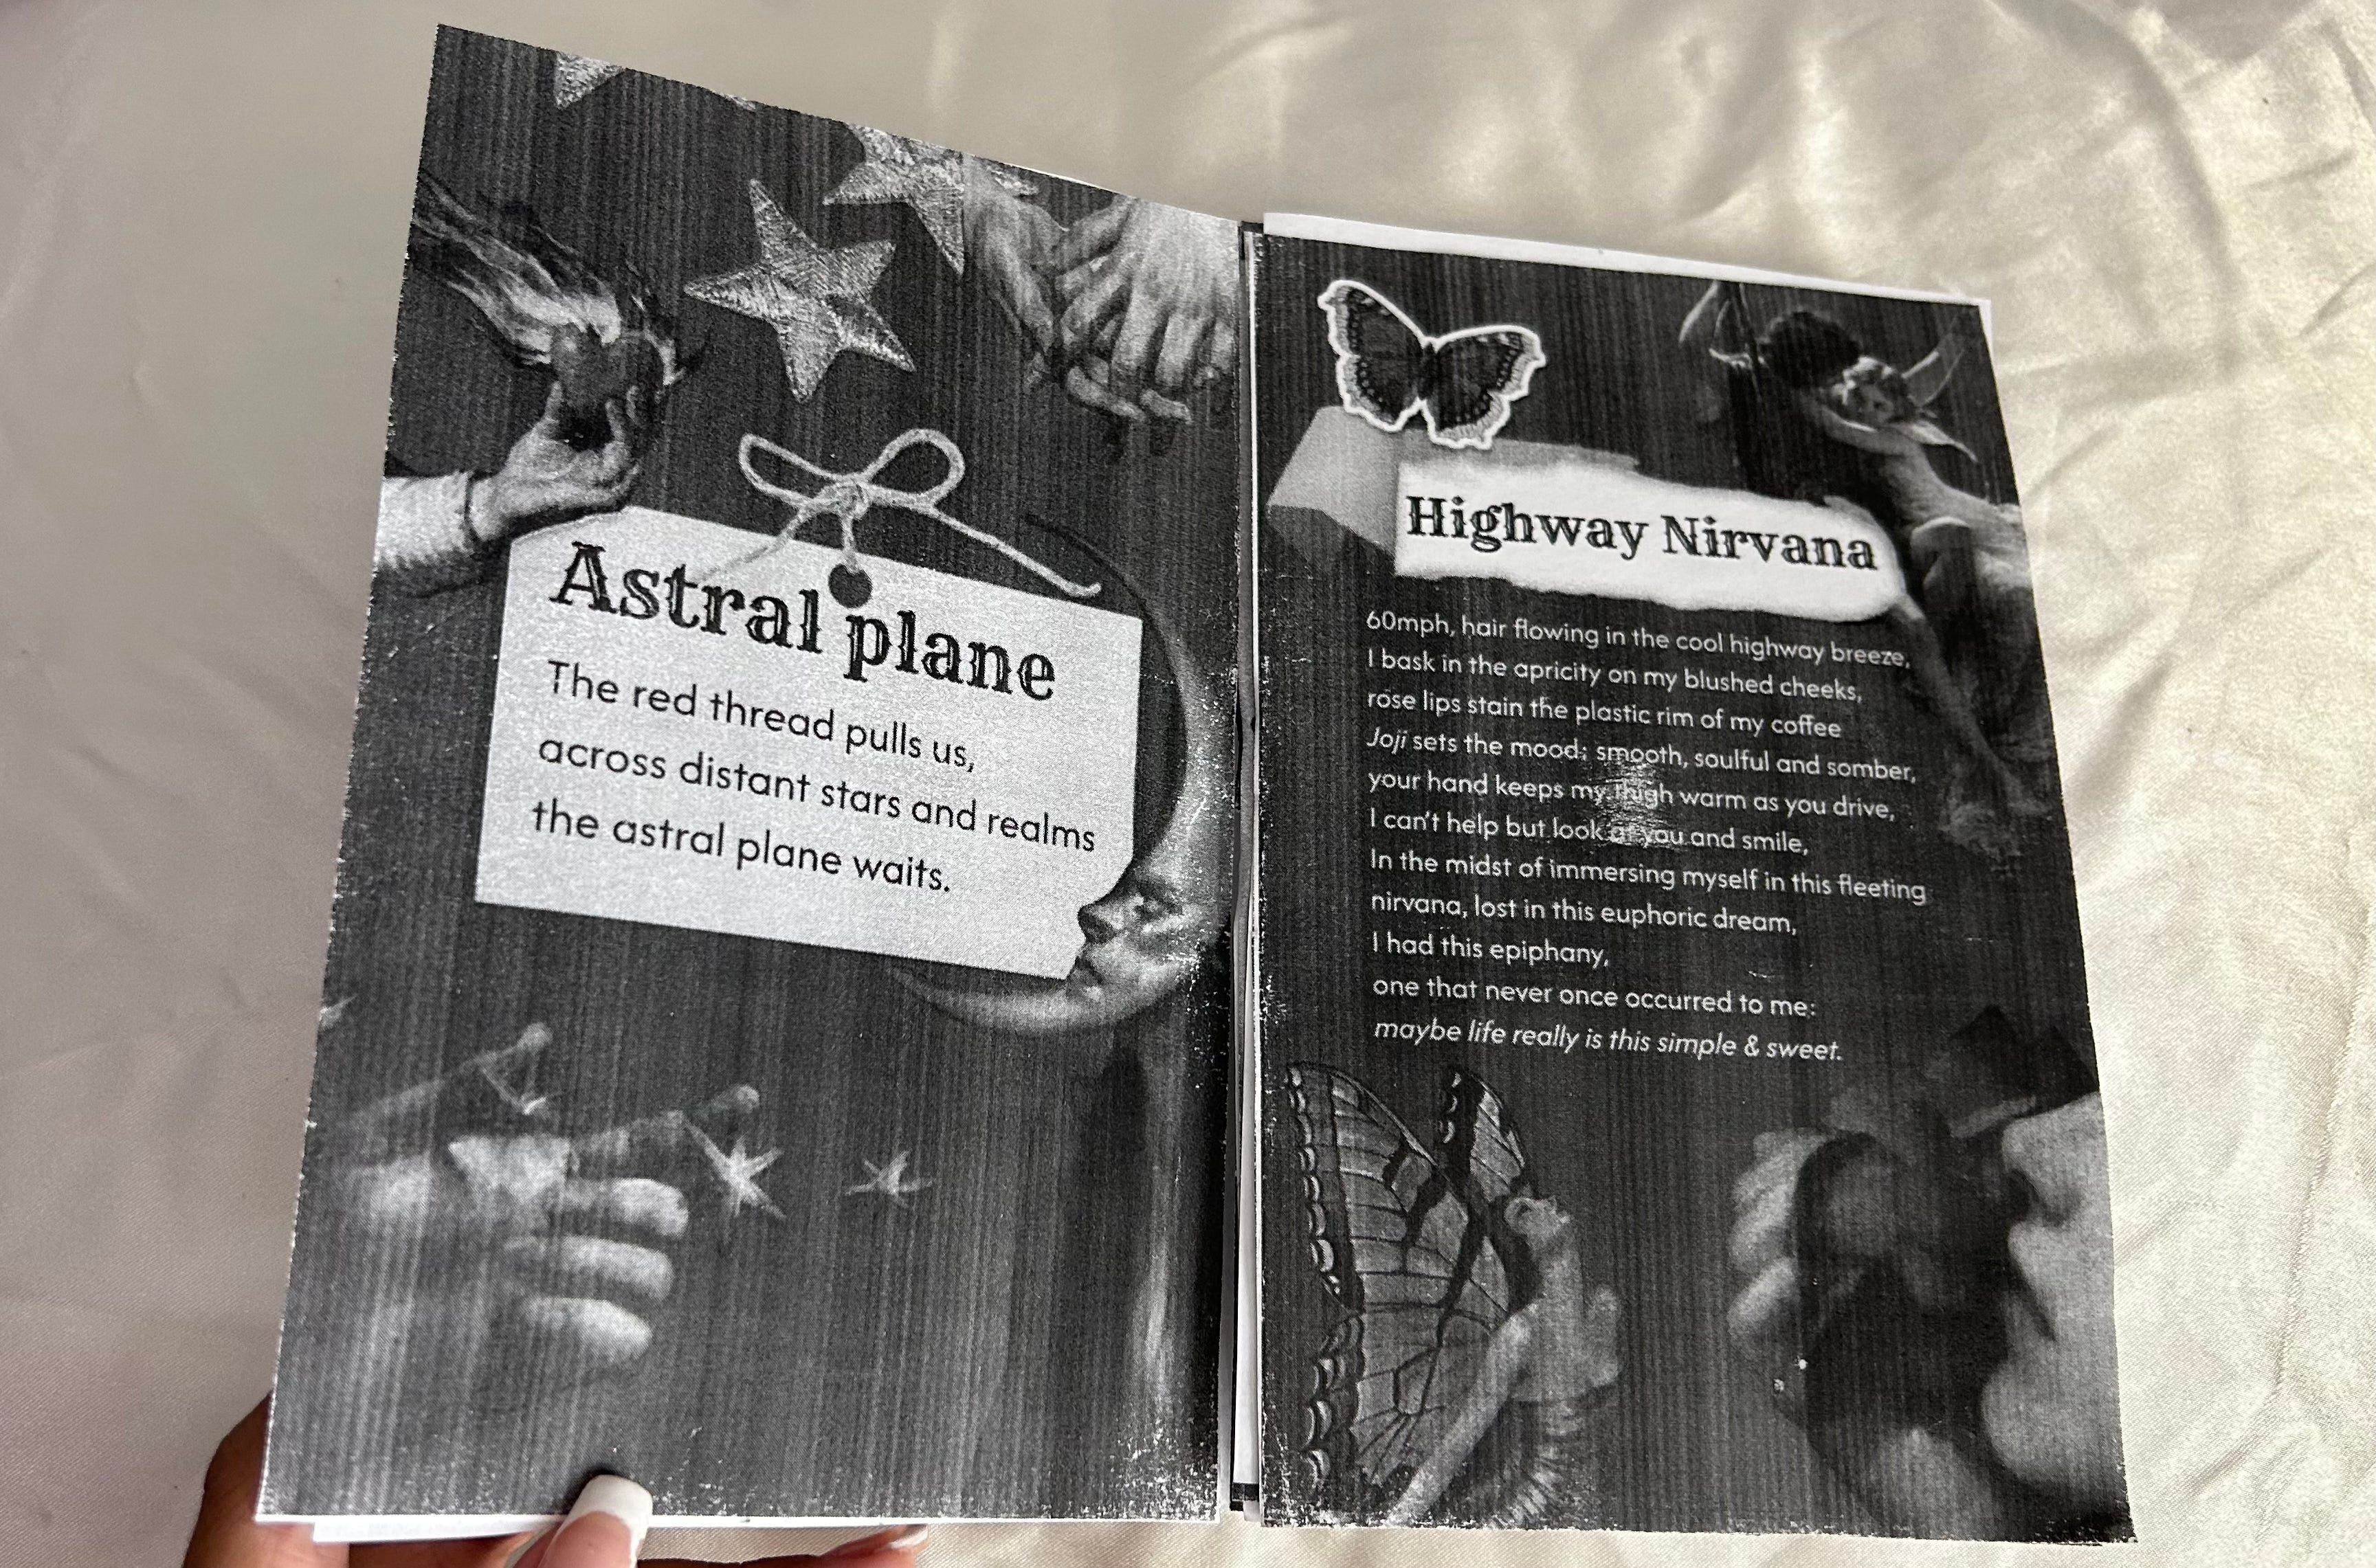 Astral plane
The red thread pulls us,
across distant stars and realms
the astral plane waits.
Highway Nirvana
60mph, hair flowing in the cool highway breeze,
I bask in the apricity on my blushed cheeks,
rose lips stain the plastic rim of my coffee
Joji sets the mood; smooth, soulful and somber,
your hand keeps my thigh warm as you drive,
I can't help but look at you and smile,
In the midst of immersing myself in this fleeting
nirvana, lost in this euphoric dream,
I had this epiphany,
one that never once occurred to me:
maybe life really is this simple & sweet.